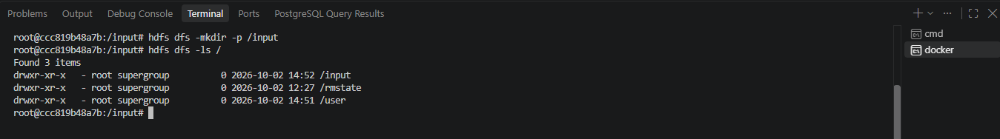 Problems Output Debug Console Terminal Ports PostgreSQL Query Results
root@ccc819b48a7b:/input# hdfs dfs -mkdir -p /input
root@ccc819b48a7b:/input# hdfs dfs -ls /
Found 3 items
drwxr-xr-x   - root supergroup          0 2026-10-02 14:52 /input
drwxr-xr-x   - root supergroup          0 2026-10-02 12:27 /rmstate
drwxr-xr-x   - root supergroup          0 2026-10-02 14:51 /user
root@ccc819b48a7b:/input#
cmd
docker